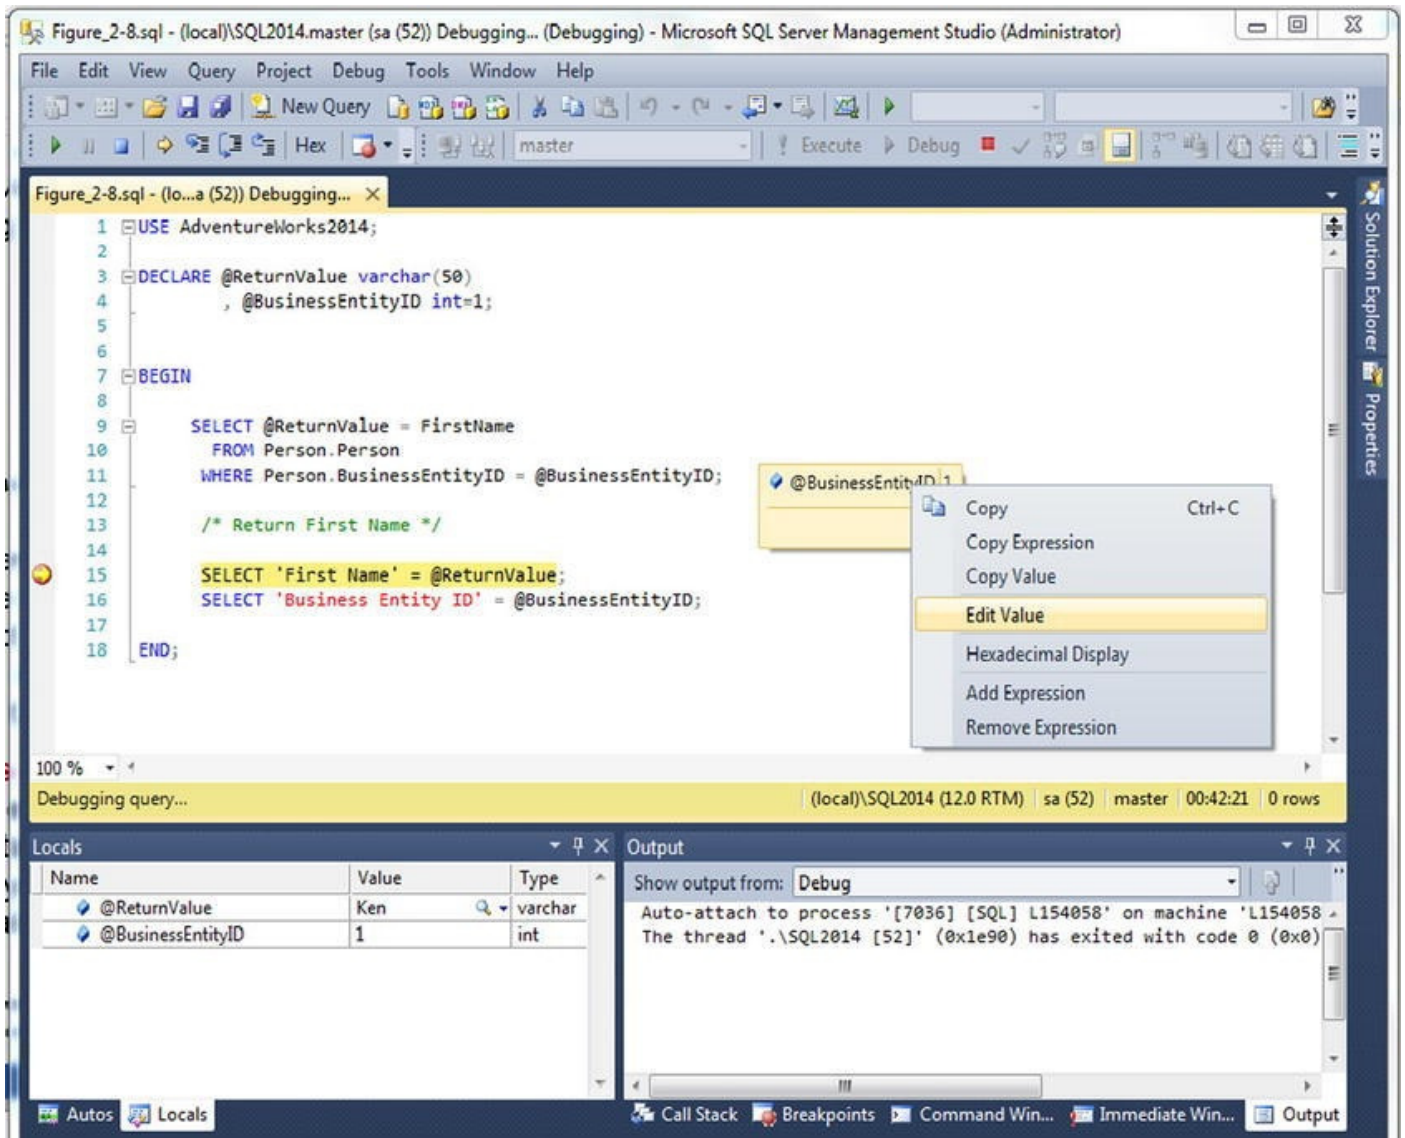 Figure_2-8.sql - (local)\SQL2014.master (sa (52)) Debugging... (Debugging) - Microsoft SQL Server Management Studio (Administrator)
File Edit View Query Project Debug Tools Window Help
New Query
Hex master Execute Debug
Figure_2-8.sql - (lo...a (52)) Debugging...
1 USE AdventureWorks2014;
2
3 DECLARE @ReturnValue varchar(50)
4 , @BusinessEntityID int=1;
5
6
7 BEGIN
8
9 SELECT @ReturnValue = FirstName
10 FROM Person.Person
11 WHERE Person.BusinessEntityID = @BusinessEntityID;
12
13 /* Return First Name */
14
15 SELECT 'First Name' = @ReturnValue;
16 SELECT 'Business Entity ID' = @BusinessEntityID;
17
18 END;
@BusinessEntityID 1
Copy Ctrl+C
Copy Expression
Copy Value
Edit Value
Hexadecimal Display
Add Expression
Remove Expression
Solution Explorer
Properties
100 %
Debugging query... (local)\SQL2014 (12.0 RTM) sa (52) master 00:42:21 0 rows
Locals
Name Value Type
@ReturnValue Ken varchar
@BusinessEntityID 1 int
Autos Locals
Output
Show output from: Debug
Auto-attach to process '[7036] [SQL] L154058' on machine 'L154058
The thread '.\SQL2014 [52]' (0x1e90) has exited with code 0 (0x0)
Call Stack Breakpoints Command Win... Immediate Win... Output